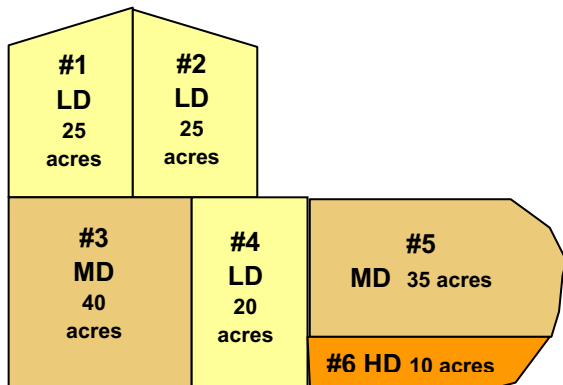 #1
LD
25
acres
#2
LD
25
acres
#3
MD
40
acres
#4
LD
20
acres
#5
MD 35 acres
#6 HD 10 acres